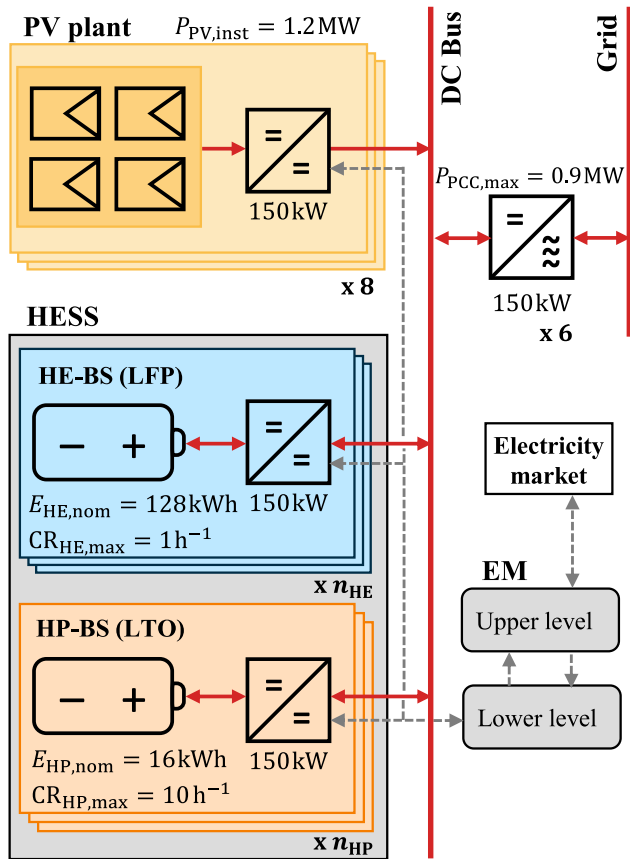 PV plant
P_PV,inst = 1.2 MW
=
=
150 kW
x 8
DC Bus
Grid
P_PCC,max = 0.9 MW
=
≈
150 kW
x 6
HESS
HE-BS (LFP)
− +
=
=
E_HE,nom = 128 kWh
150 kW
CR_HE,max = 1 h⁻¹
x n_HE
HP-BS (LTO)
− +
=
=
E_HP,nom = 16 kWh
150 kW
CR_HP,max = 10 h⁻¹
x n_HP
Electricity
market
EM
Upper level
Lower level